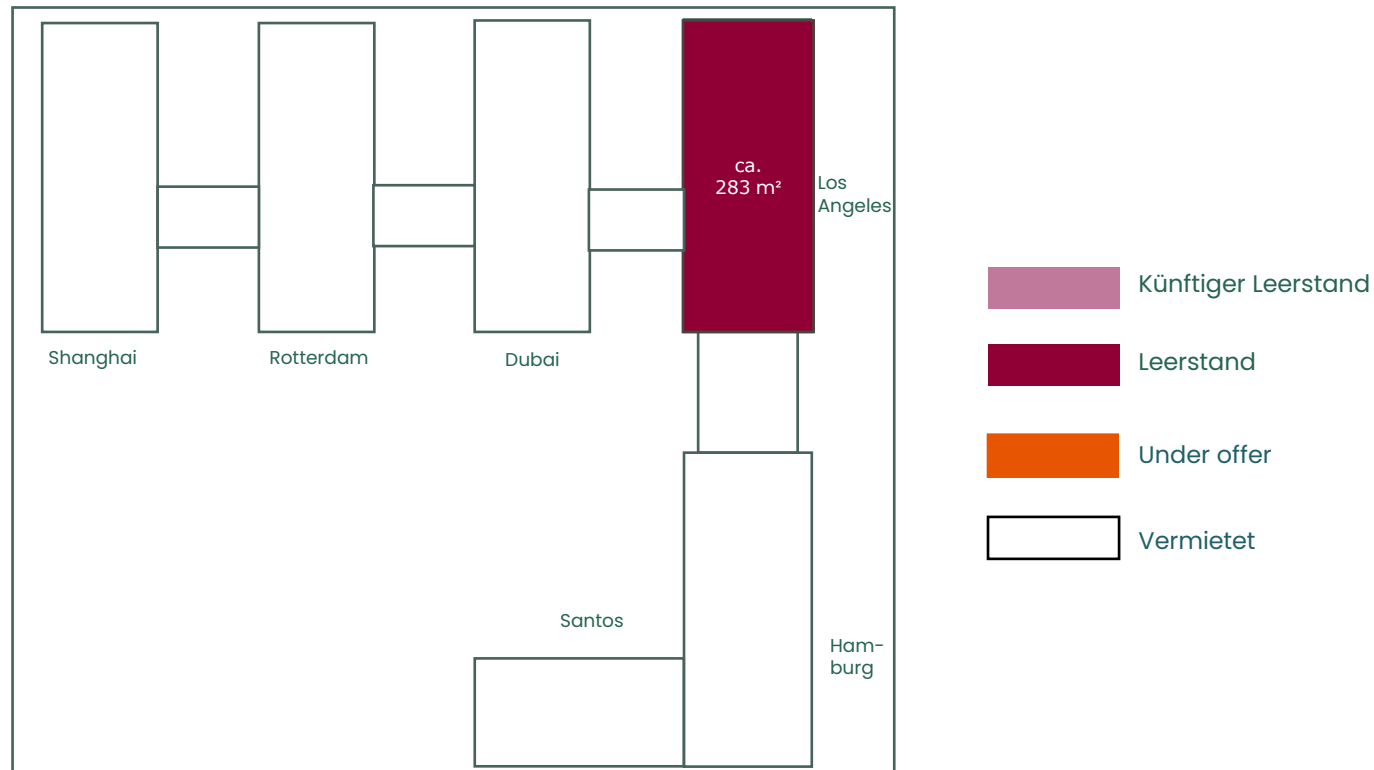 ca.
283 m²
Los
Angeles
Shanghai
Rotterdam
Dubai
Santos
Ham-
burg
Künftiger Leerstand
Leerstand
Under offer
Vermietet